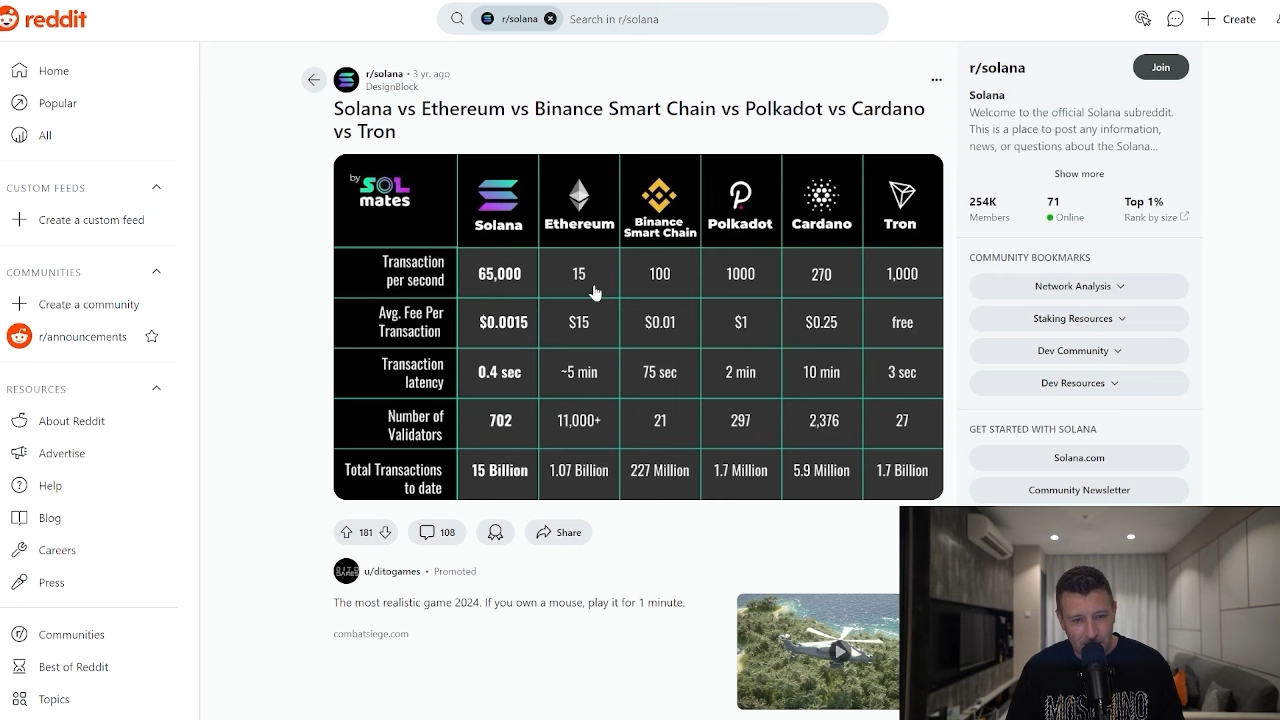 reddit
r/solana
Search in r/solana
Create
Home
Popular
All
CUSTOM FEEDS
Create a custom feed
COMMUNITIES
Create a community
r/announcements
RESOURCES
About Reddit
Advertise
Help
Blog
Careers
Press
Communities
Best of Reddit
Topics
r/solana • 3 yr. ago
DesignBlock
Solana vs Ethereum vs Binance Smart Chain vs Polkadot vs Cardano
vs Tron
by SOL
mates
Solana
Ethereum
Binance
Smart Chain
Polkadot
Cardano
Tron
Transaction
per second
65,000
15
100
1000
270
1,000
Avg. Fee Per
Transaction
$0.0015
$15
$0.01
$1
$0.25
free
Transaction
latency
0.4 sec
~5 min
75 sec
2 min
10 min
3 sec
Number of
Validators
702
11,000+
21
297
2,376
27
Total Transactions
to date
15 Billion
1.07 Billion
227 Million
1.7 Million
5.9 Million
1.7 Billion
181
108
Share
u/ditogames • Promoted
The most realistic game 2024. If you own a mouse, play it for 1 minute.
combatsiege.com
r/solana
Join
Solana
Welcome to the official Solana subreddit.
This is a place to post any information,
news, or questions about the Solana...
Show more
254K
Members
71
Online
Top 1%
Rank by size
COMMUNITY BOOKMARKS
Network Analysis
Staking Resources
Dev Community
Dev Resources
GET STARTED WITH SOLANA
Solana.com
Community Newsletter